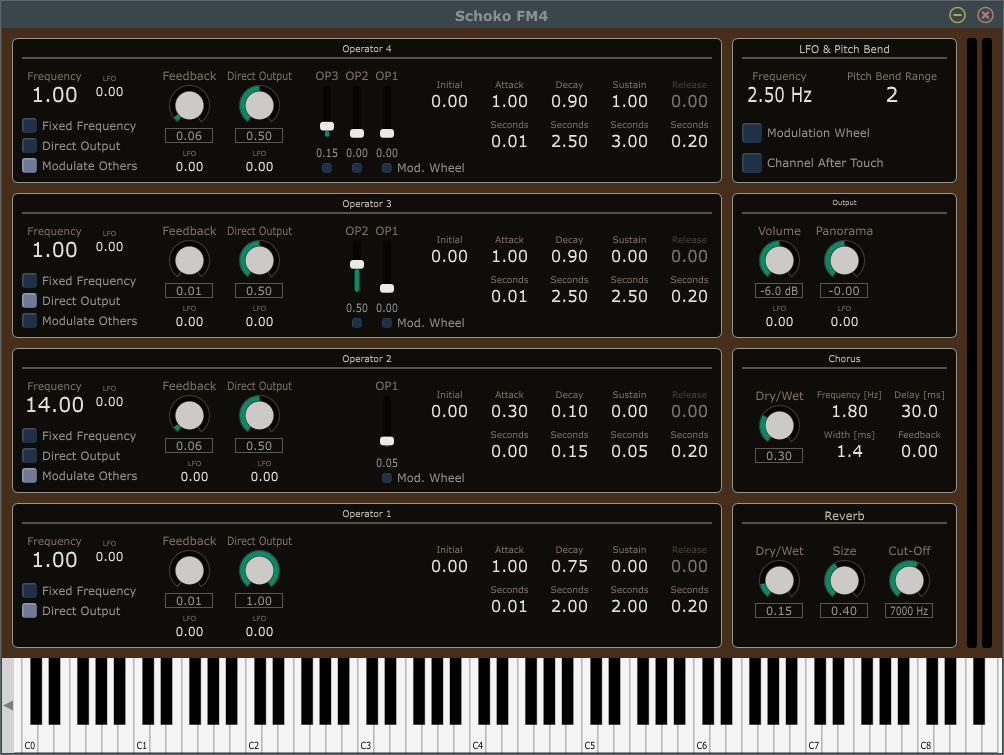 Schoko FM4
Operator 4
Frequency LFO Feedback Direct Output OP3 OP2 OP1 Initial Attack Decay Sustain Release
1.00 0.00 0.00 1.00 0.90 1.00 0.00
Fixed Frequency Seconds Seconds Seconds Seconds
Direct Output 0.06 0.50 0.01 2.50 3.00 0.20
Modulate Others LFO LFO 0.15 0.00 0.00
0.00 0.00 Mod. Wheel
LFO & Pitch Bend
Frequency Pitch Bend Range
2.50 Hz 2
Modulation Wheel
Channel After Touch
Operator 3
Frequency LFO Feedback Direct Output OP2 OP1 Initial Attack Decay Sustain Release
1.00 0.00 0.00 1.00 0.90 0.00 0.00
Fixed Frequency Seconds Seconds Seconds Seconds
Direct Output 0.01 0.50 0.01 2.50 2.50 0.20
Modulate Others LFO LFO 0.50 0.00
0.00 0.00 Mod. Wheel
Output
Volume Panorama
-6.0 dB -0.00
LFO LFO
0.00 0.00
Operator 2
Frequency LFO Feedback Direct Output OP1 Initial Attack Decay Sustain Release
14.00 0.00 0.00 0.30 0.10 0.00 0.00
Fixed Frequency Seconds Seconds Seconds Seconds
Direct Output 0.06 0.50 0.00 0.15 0.05 0.20
Modulate Others LFO LFO 0.05
0.00 0.00 Mod. Wheel
Chorus
Dry/Wet Frequency [Hz] Delay [ms]
1.80 30.0
Width [ms] Feedback
0.30 1.4 0.00
Operator 1
Frequency LFO Feedback Direct Output Initial Attack Decay Sustain Release
1.00 0.00 0.00 1.00 0.75 0.00 0.00
Fixed Frequency Seconds Seconds Seconds Seconds
Direct Output 0.01 1.00 0.01 2.00 2.00 0.20
LFO LFO
0.00 0.00
Reverb
Dry/Wet Size Cut-Off
0.15 0.40 7000 Hz
C0 C1 C2 C3 C4 C5 C6 C7 C8